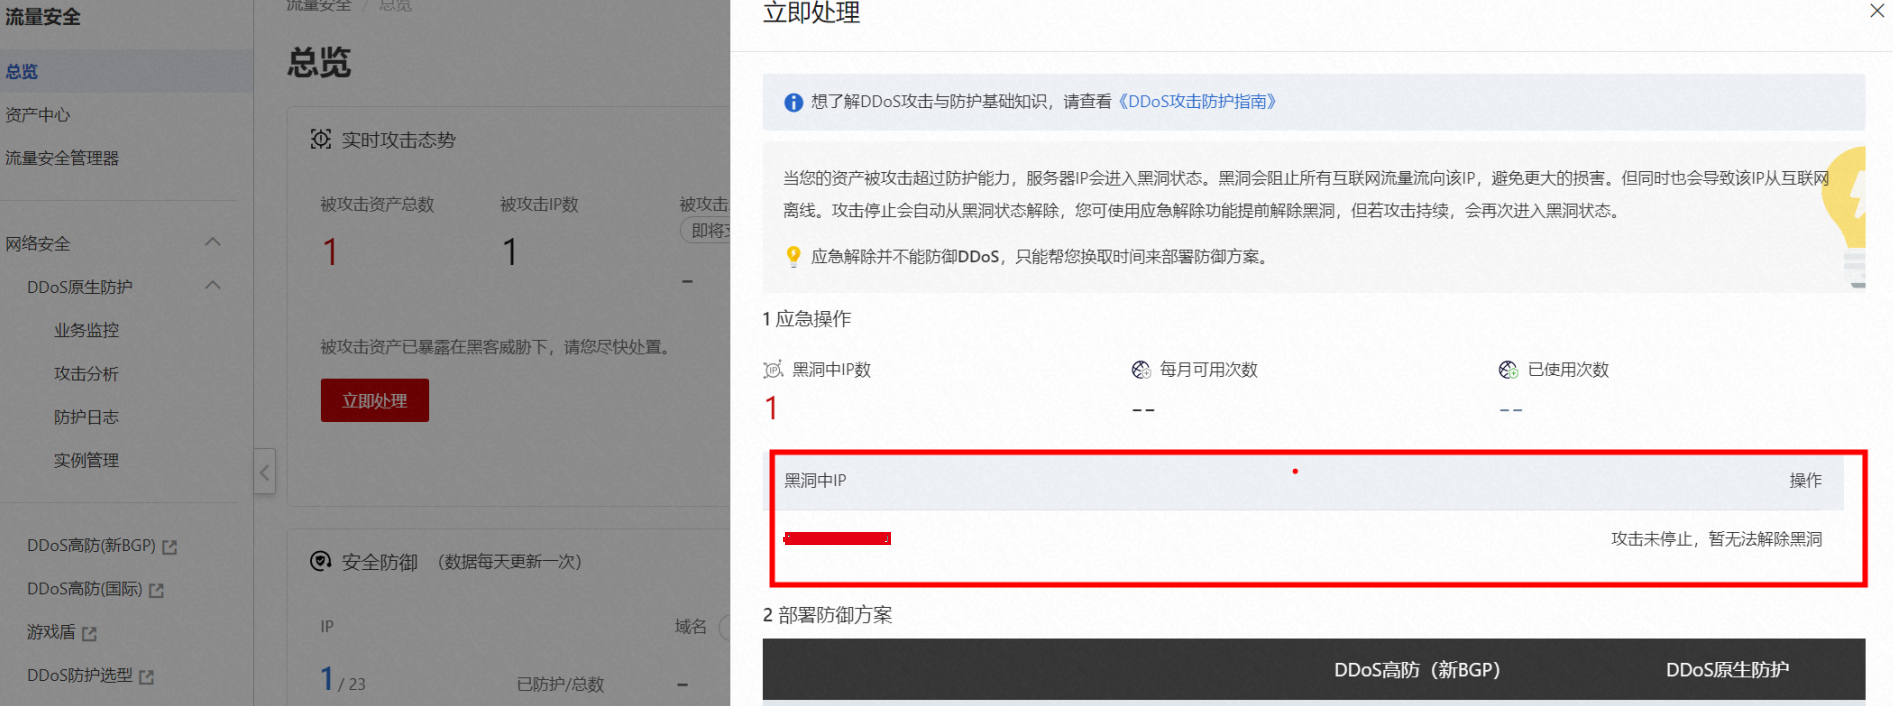 流量安全
总览
资产中心
流量安全管理器
网络安全
DDoS原生防护
业务监控
攻击分析
防护日志
实例管理
DDoS高防(新BGP)
DDoS高防(国际)
游戏盾
DDoS防护选型
流量安全 / 总览
总览
实时攻击态势
被攻击资产总数
1
被攻击IP数
1
被攻击
即将
-
被攻击资产已暴露在黑客威胁下，请您尽快处置。
立即处理
安全防御 （数据每天更新一次）
IP
域名
1 / 23
已防护/总数
-
立即处理
想了解DDoS攻击与防护基础知识，请查看《DDoS攻击防护指南》
当您的资产被攻击超过防护能力，服务器IP会进入黑洞状态。黑洞会阻止所有互联网流量流向该IP，避免更大的损害。但同时也会导致该IP从互联网
离线。攻击停止会自动从黑洞状态解除，您可使用应急解除功能提前解除黑洞，但若攻击持续，会再次进入黑洞状态。
应急解除并不能防御DDoS，只能帮您换取时间来部署防御方案。
1 应急操作
黑洞中IP数
每月可用次数
已使用次数
1
--
--
黑洞中IP
操作
攻击未停止，暂无法解除黑洞
2 部署防御方案
DDoS高防（新BGP）
DDoS原生防护